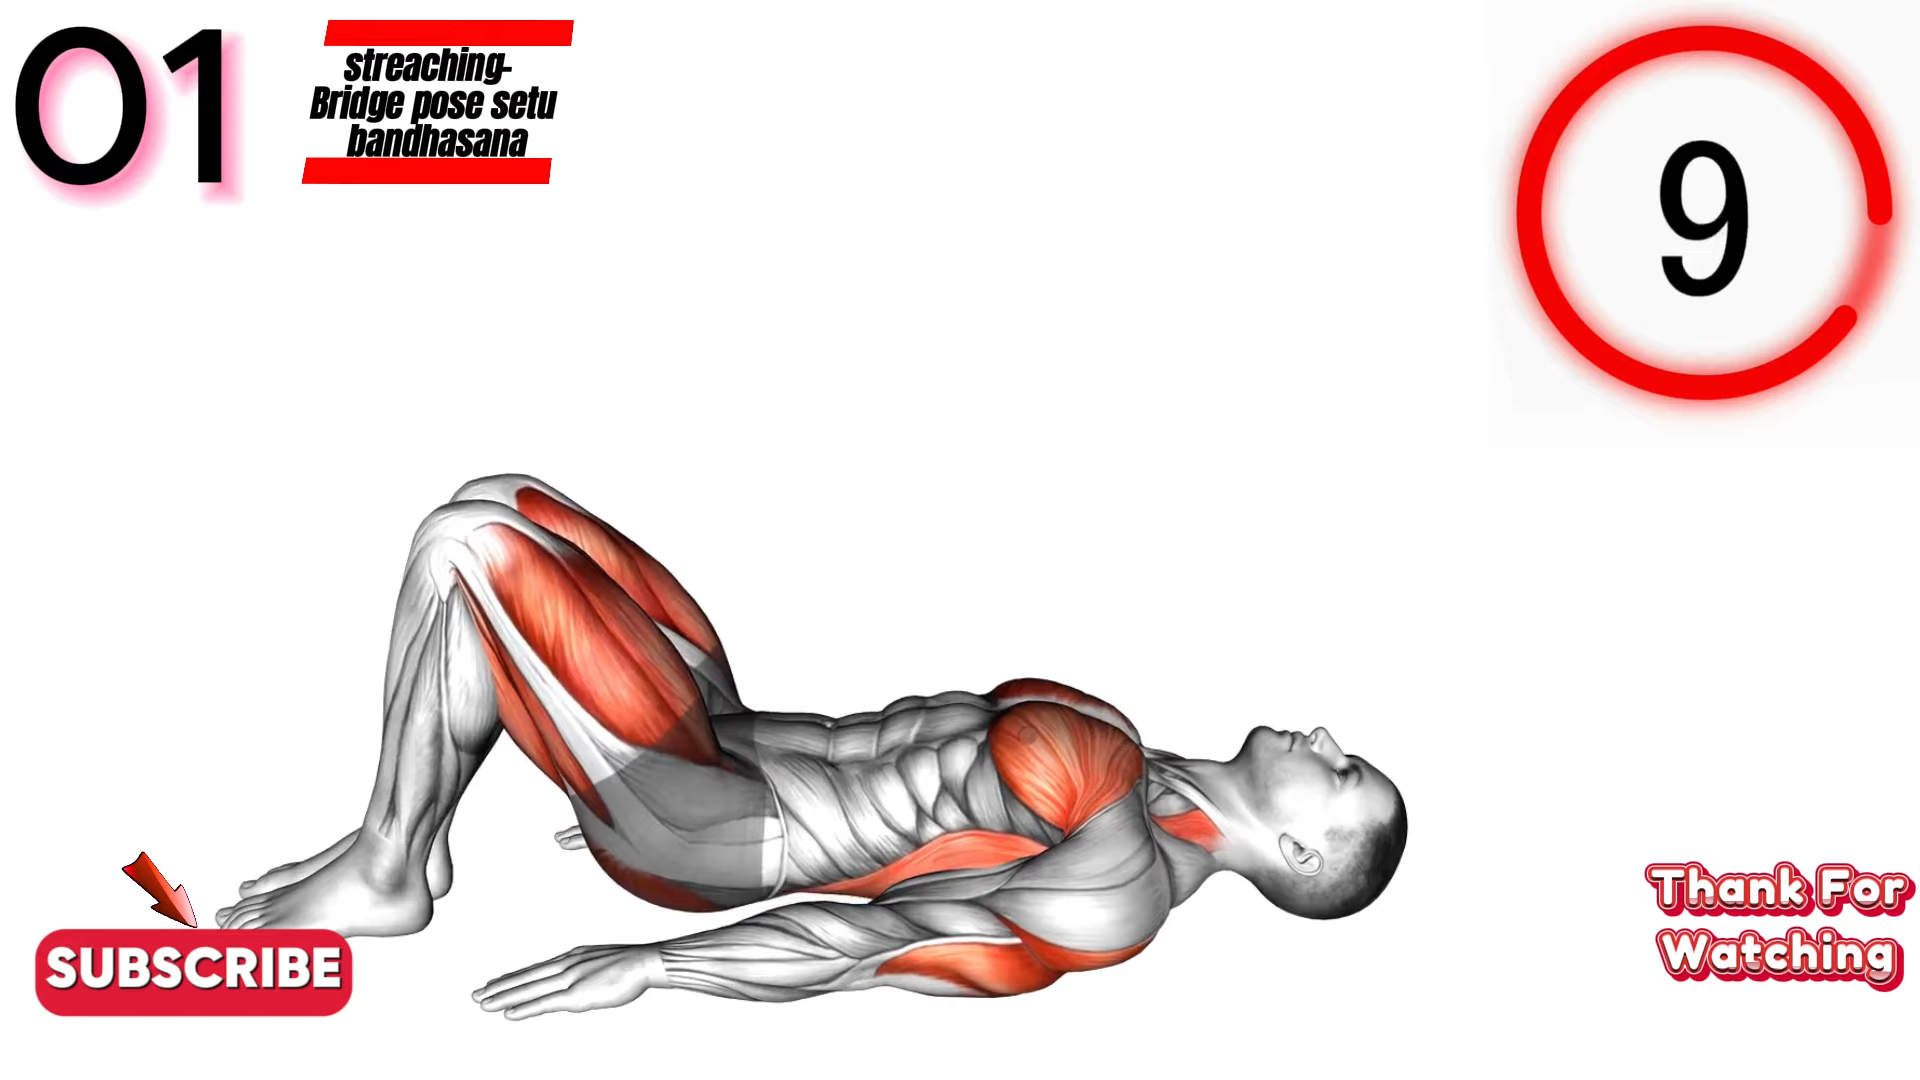 01
streaching-
Bridge pose setu
bandhasana
9
SUBSCRIBE
Thank For
Watching